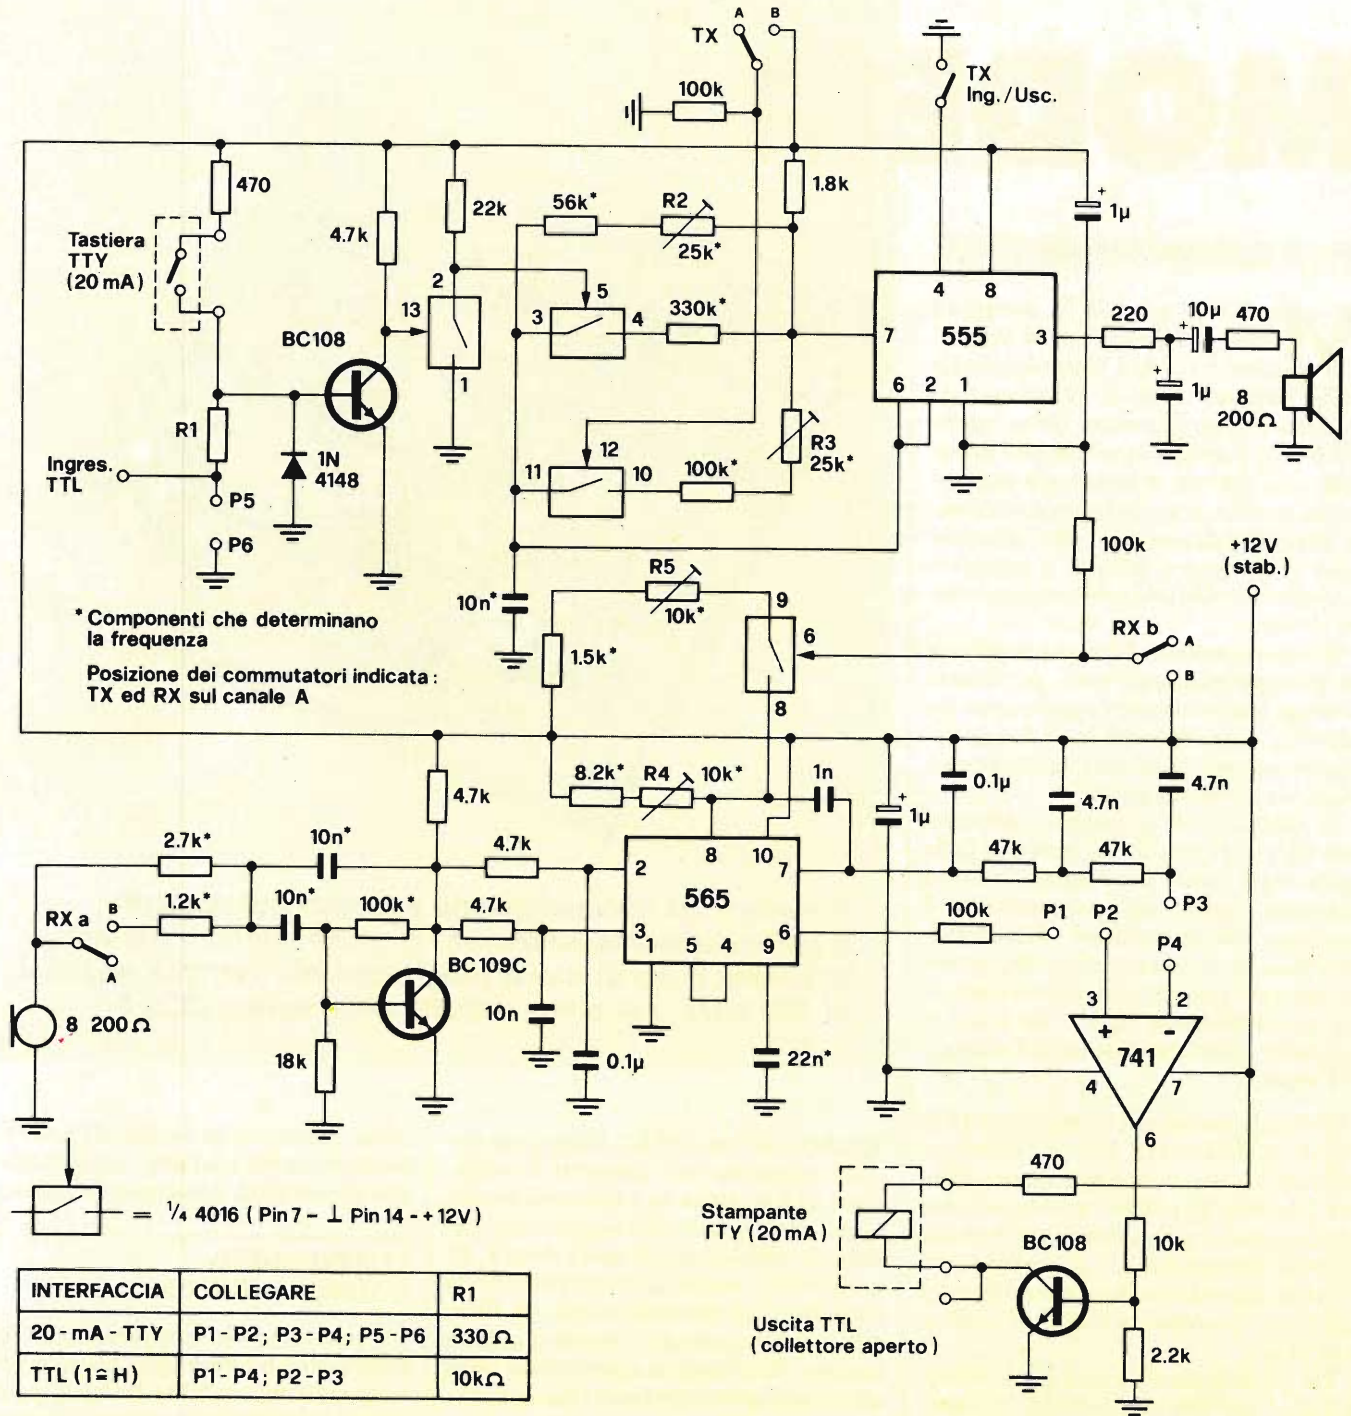 A
B
TX
100k
TX
Ing./Usc.
470
1.8k
56k*
R2
25k*
+
1µ
Tastiera
TTY
(20 mA)
4.7k
22k
2
13
1
5
3
4
330k*
BC108
4
8
7
555
3
6
2
1
220
+
10µ
470
+
1µ
8
200Ω
R1
Ingres.
TTL
1N
4148
P5
P6
12
11
10
100k*
R3
25k*
100k
+12V
(stab.)
* Componenti che determinano
la frequenza
Posizione dei commutatori indicata :
TX ed RX sul canale A
10n*
R5
10k*
9
6
8
1.5k*
RX b
A
B
4.7k
8.2k*
R4
10k*
1n
+
1µ
0.1µ
4.7n
4.7n
2.7k*
10n*
4.7k
2
8
10
7
565
47k
47k
RX a
B
A
1.2k*
10n*
100k*
4.7k
3
1
5
4
9
6
100k
P1
P2
P3
P4
BC109C
8
200Ω
18k
10n
0.1µ
22n*
3
2
+
-
741
4
7
6
= ¼ 4016 ( Pin 7 - ⊥ Pin 14 - +12V )
470
Stampante
TTY (20 mA)
BC108
10k
Uscita TTL
( collettore aperto )
2.2k
INTERFACCIA COLLEGARE R1
20 - mA - TTY P1 - P2 ; P3 - P4 ; P5 - P6 330 Ω
TTL ( 1 ≙ H ) P1 - P4 ; P2 - P3 10kΩ